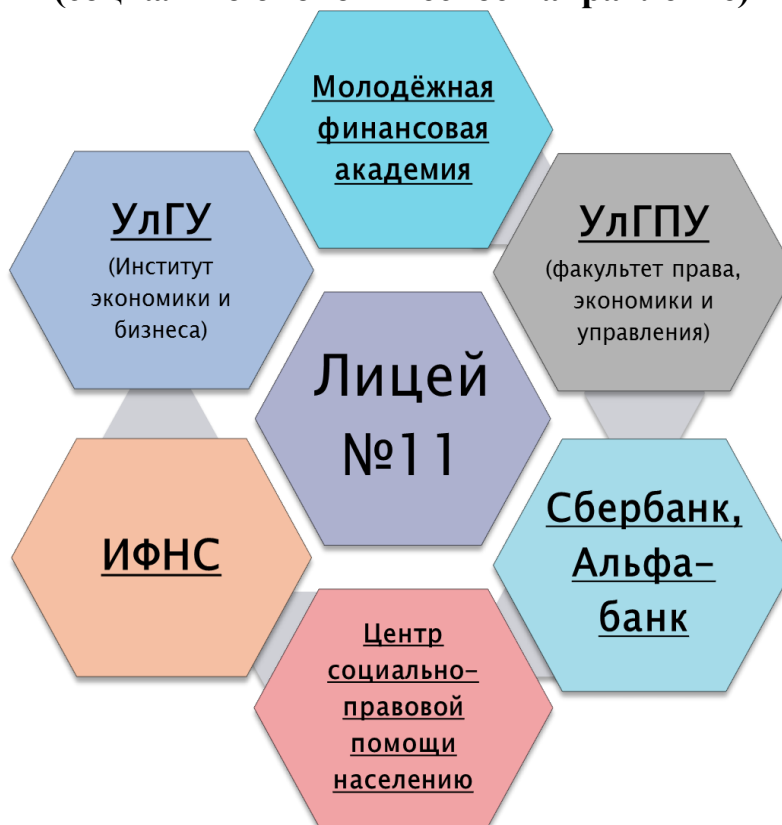 Молодёжная
финансовая
академия
УлГУ
(Институт
экономики и
бизнеса)
УлГПУ
(факультет права,
экономики и
управления)
Лицей
№11
ИФНС
Сбербанк,
Альфа-
банк
Центр
социально-
правовой
помощи
населению